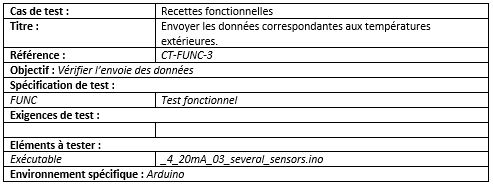 Cas de test : Recettes fonctionnelles
Titre : Envoyer les données correspondantes aux températures
extérieures.
Référence : CT-FUNC-3
Objectif : Vérifier l'envoie des données
Spécification de test :
FUNC Test fonctionnel
Exigences de test :
Eléments à tester :
Exécutable _4_20mA_03_several_sensors.ino
Environnement spécifique : Arduino